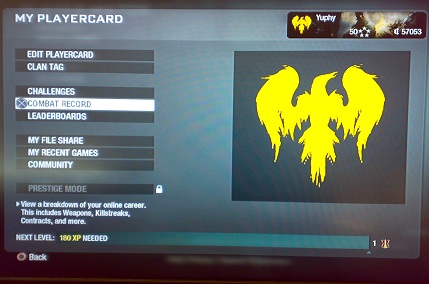 MY PLAYERCARD
Yuphy
50 ₵ 57053
EDIT PLAYERCARD
CLAN TAG
CHALLENGES
COMBAT RECORD
LEADERBOARDS
MY FILE SHARE
MY RECENT GAMES
COMMUNITY
PRESTIGE MODE
View a breakdown of your online career.
This includes Weapons, Killstreaks,
Contracts, and more.
NEXT LEVEL: 180 XP NEEDED
1
Back